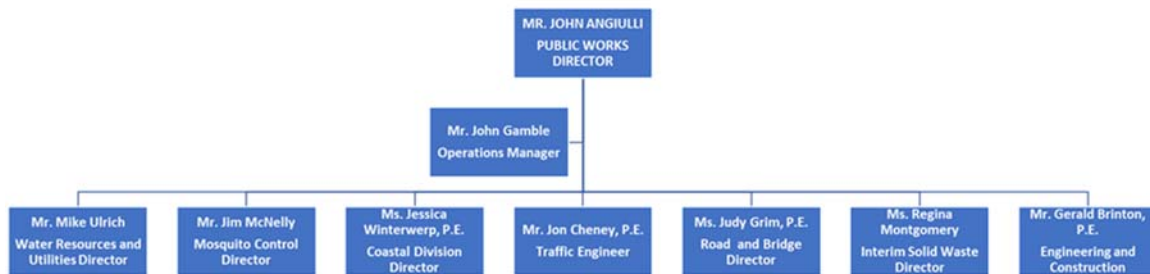 MR. JOHN ANGIULLI
PUBLIC WORKS
DIRECTOR
Mr. John Gamble
Operations Manager
Mr. Mike Ulrich
Water Resources and
Utilities Director
Mr. Jim McNelly
Mosquito Control
Director
Ms. Jessica
Winterwerp, P.E.
Coastal Division
Director
Mr. Jon Cheney, P.E.
Traffic Engineer
Ms. Judy Grim, P.E.
Road and Bridge
Director
Ms. Regina
Montgomery
Interim Solid Waste
Director
Mr. Gerald Brinton,
P.E.
Engineering and
Construction